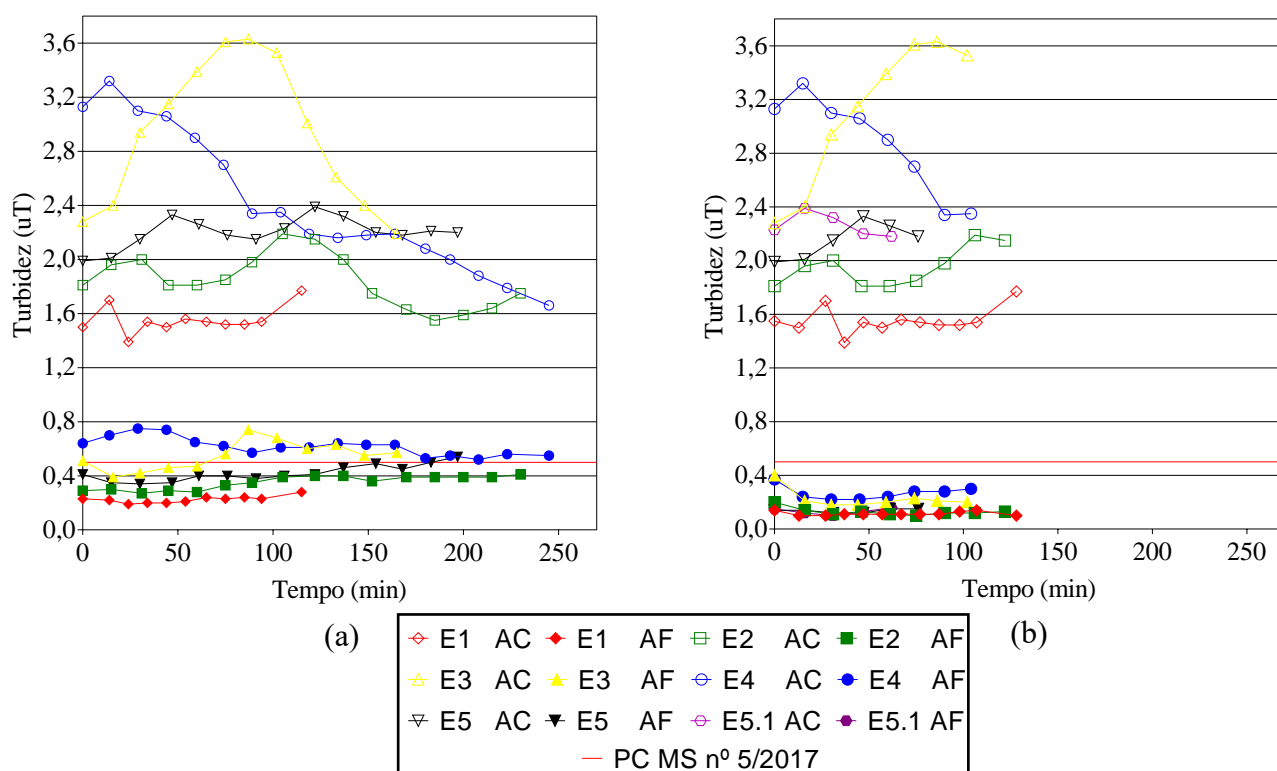 3,6
3,2
2,8
2,4
2,0
1,6
1,2
0,8
0,4
0,0
Turbidez (uT)
0 50 100 150 200 250
Tempo (min)
3,6
3,2
2,8
2,4
2,0
1,6
1,2
0,8
0,4
0,0
Turbidez (uT)
0 50 100 150 200 250
Tempo (min)
(a)
(b)
E1 AC E1 AF E2 AC E2 AF
E3 AC E3 AF E4 AC E4 AF
E5 AC E5 AF E5.1 AC E5.1 AF
PC MS nº 5/2017